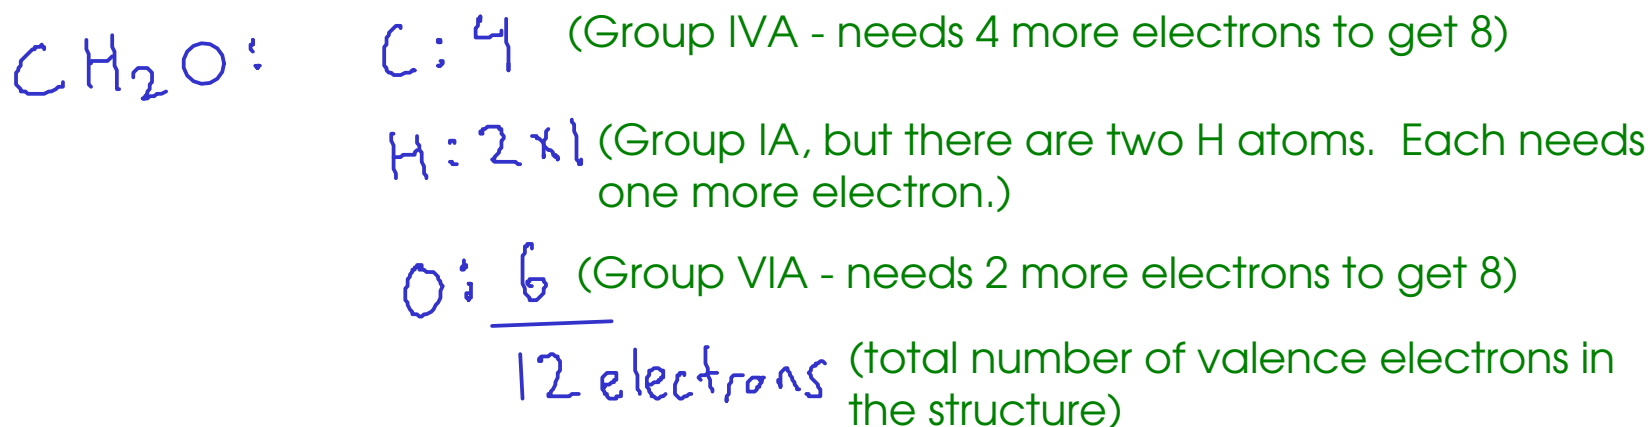 CH₂O: C: 4 (Group IVA - needs 4 more electrons to get 8)
H: 2x1 (Group IA, but there are two H atoms.  Each needs
one more electron.)
O: 6 (Group VIA - needs 2 more electrons to get 8)
12 electrons (total number of valence electrons in
the structure)